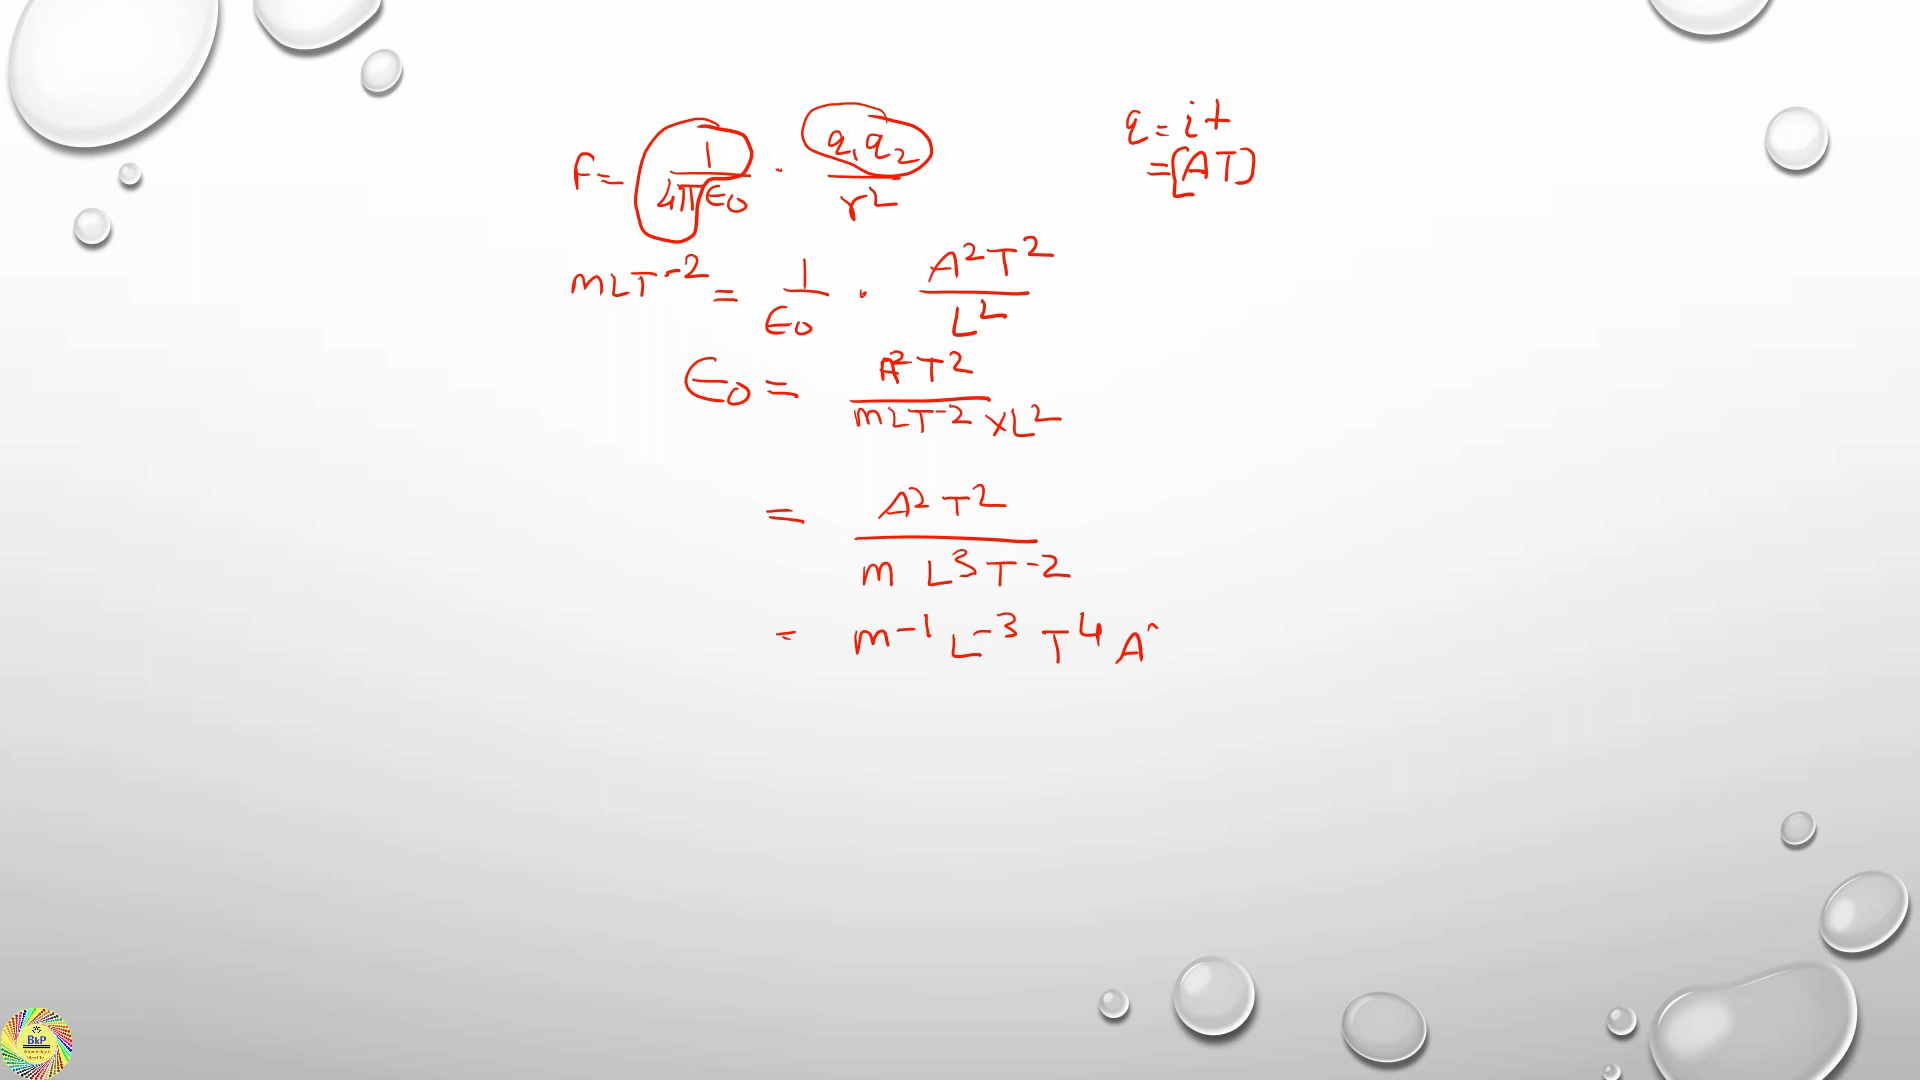 F = 1/4πϵ0 · q1q2/r²
q = it
= [AT]
MLT⁻² = 1/ϵ0 · A²T²/L²
ϵ0 = A²T²/MLT⁻² × L²
= A²T²/M L³T⁻²
= M⁻¹ L⁻³ T⁴ A
BKP